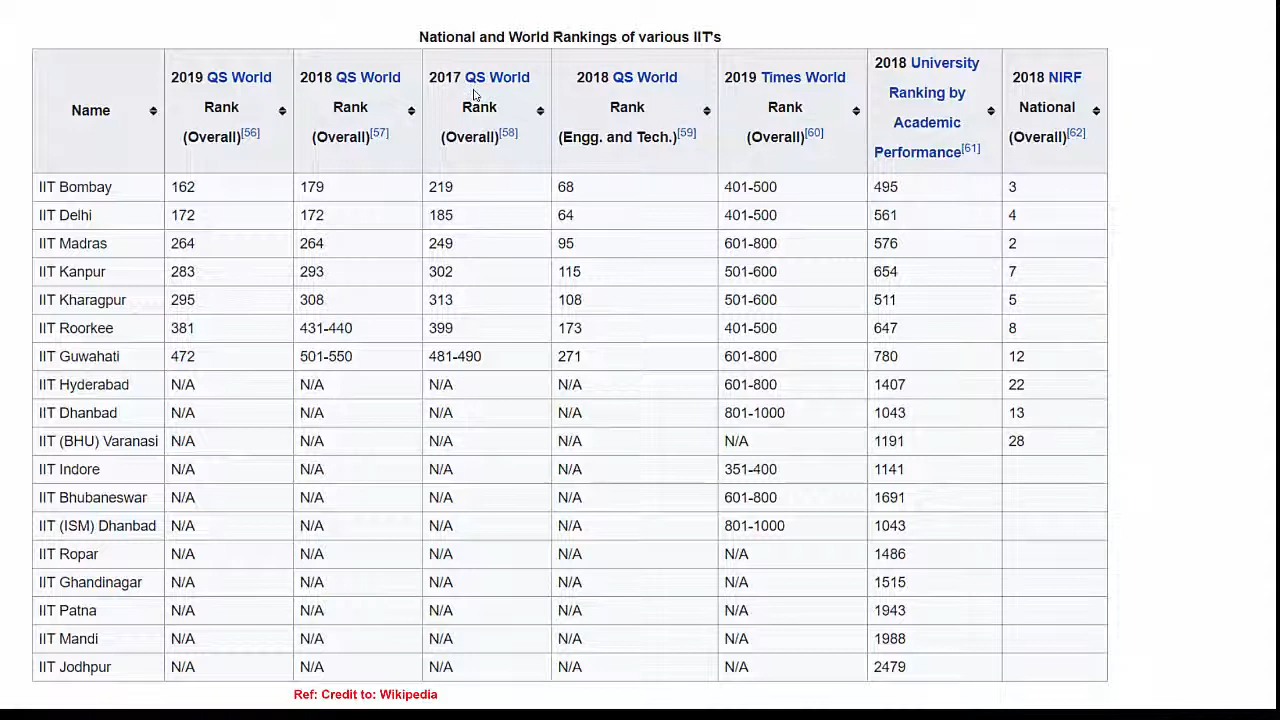 National and World Rankings of various IIT's
Name
2019 QS World Rank (Overall)[56]
2018 QS World Rank (Overall)[57]
2017 QS World Rank (Overall)[58]
2018 QS World Rank (Engg. and Tech.)[59]
2019 Times World Rank (Overall)[60]
2018 University Ranking by Academic Performance[61]
2018 NIRF National (Overall)[62]
IIT Bombay 162 179 219 68 401-500 495 3
IIT Delhi 172 172 185 64 401-500 561 4
IIT Madras 264 264 249 95 601-800 576 2
IIT Kanpur 283 293 302 115 501-600 654 7
IIT Kharagpur 295 308 313 108 501-600 511 5
IIT Roorkee 381 431-440 399 173 401-500 647 8
IIT Guwahati 472 501-550 481-490 271 601-800 780 12
IIT Hyderabad N/A N/A N/A N/A 601-800 1407 22
IIT Dhanbad N/A N/A N/A N/A 801-1000 1043 13
IIT (BHU) Varanasi N/A N/A N/A N/A N/A 1191 28
IIT Indore N/A N/A N/A N/A 351-400 1141
IIT Bhubaneswar N/A N/A N/A N/A 601-800 1691
IIT (ISM) Dhanbad N/A N/A N/A N/A 801-1000 1043
IIT Ropar N/A N/A N/A N/A N/A 1486
IIT Ghandinagar N/A N/A N/A N/A N/A 1515
IIT Patna N/A N/A N/A N/A N/A 1943
IIT Mandi N/A N/A N/A N/A N/A 1988
IIT Jodhpur N/A N/A N/A N/A N/A 2479
Ref: Credit to: Wikipedia